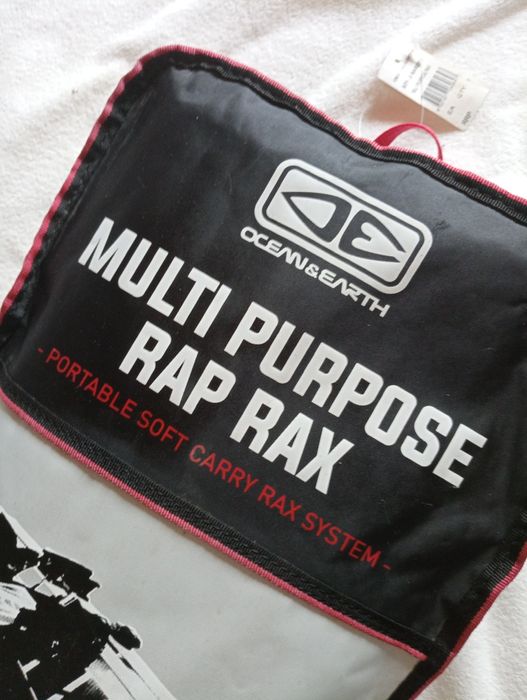 OCEAN & EARTH
MULTI PURPOSE
RAP RAX
- PORTABLE SOFT CARRY RAX SYSTEM -